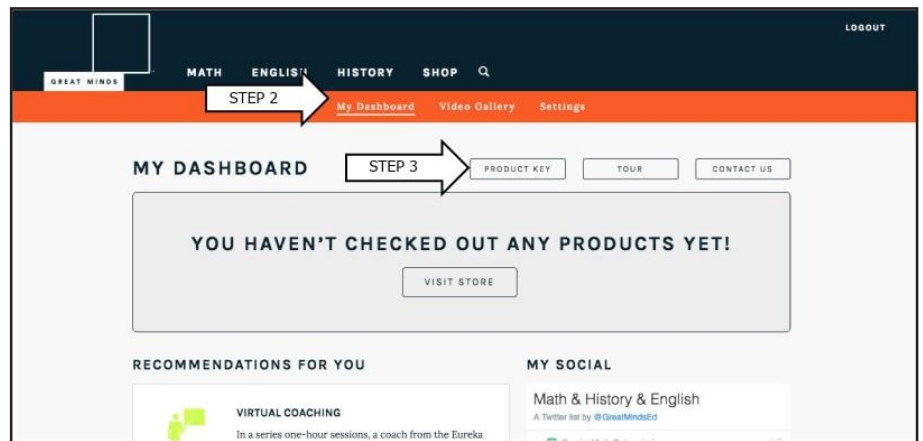 LOGOUT
GREAT MINDS
MATH ENGLISH HISTORY SHOP
STEP 2
My Dashboard Video Gallery Settings
MY DASHBOARD
STEP 3
PRODUCT KEY TOUR CONTACT US
YOU HAVEN'T CHECKED OUT ANY PRODUCTS YET!
VISIT STORE
RECOMMENDATIONS FOR YOU
VIRTUAL COACHING
In a series one-hour sessions, a coach from the Eureka
MY SOCIAL
Math & History & English
A Twitter list by @GreatMindsEd